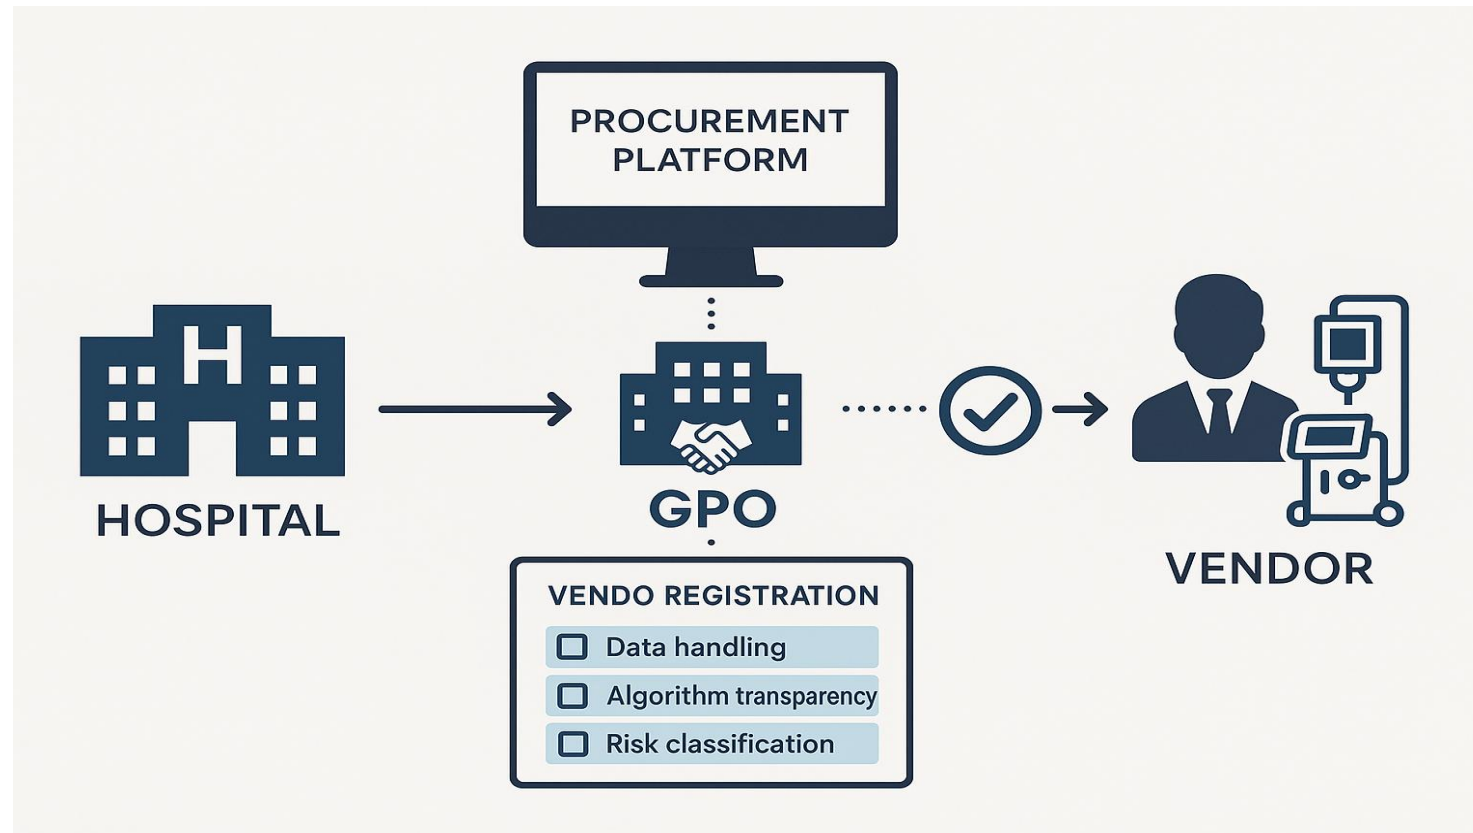 PROCUREMENT
PLATFORM
H
HOSPITAL
GPO
VENDOR
VENDO REGISTRATION
Data handling
Algorithm transparency
Risk classification